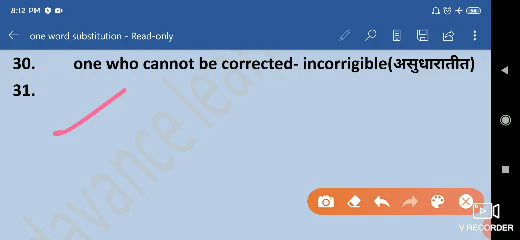 8:12 PM
one word substitution - Read-only
30. one who cannot be corrected- incorrigible(असुधारातीत)
31.
V RECORDER